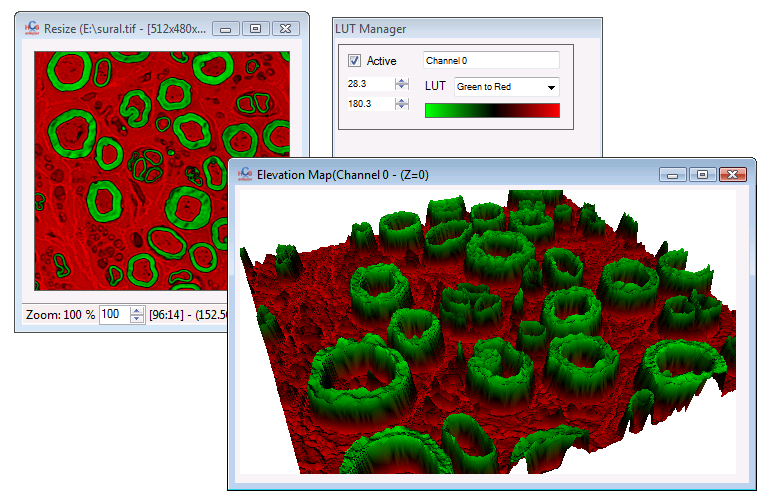 Resize (E:\sural.tif - [512x480x...
LUT Manager
Active
Channel 0
28.3
LUT
Green to Red
180.3
Elevation Map(Channel 0 - (Z=0)
Zoom: 100 %
100
[96:14] - (152.50